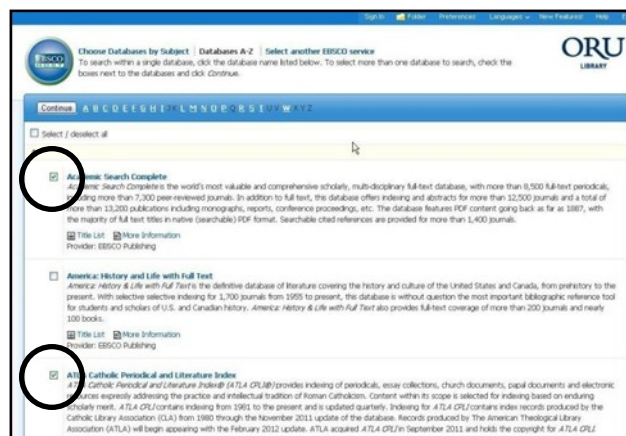 Sign In Folder Preferences Languages New Features! Help
Choose Databases by Subject Databases A-Z Select another EBSCO service
To search within a single database, click the database name listed below. To select more than one database to search, check the
boxes next to the databases and click Continue.
EBSCO
HOST
ORU
LIBRARY
Continue A B C D E F G H I J K L M N O P Q R S T U V W X Y Z
Select / deselect all
Academic Search Complete
Academic Search Complete is the world's most valuable and comprehensive scholarly, multi-disciplinary full-text database, with more than 8,500 full-text periodicals,
including more than 7,300 peer-reviewed journals. In addition to full text, this database offers indexing and abstracts for more than 12,500 journals and a total of
more than 13,200 publications including monographs, reports, conference proceedings, etc. The database features PDF content going back as far as 1887, with
the majority of full text titles in native (searchable) PDF format. Searchable cited references are provided for more than 1,400 journals.
Title List More Information
Provider: EBSCO Publishing
America: History and Life with Full Text
America: History & Life with Full Text is the definitive database of literature covering the history and culture of the United States and Canada, from prehistory to the
present. With selective selective indexing for 1,700 journals from 1955 to present, this database is without question the most important bibliographic reference tool
for students and scholars of U.S. and Canadian history. America: History & Life with Full Text also provides full-text coverage of more than 200 journals and nearly
100 books.
Title List More Information
Provider: EBSCO Publishing
ATLA Catholic Periodical and Literature Index
ATLA Catholic Periodical and Literature Index® (ATLA CPLI®) provides indexing of periodicals, essay collections, church documents, papal documents and electronic
resources expressly addressing the practice and intellectual tradition of Roman Catholicism. Content within its scope is selected for indexing based on enduring
scholarly merit. ATLA CPLI contains indexing from 1981 to the present and is updated quarterly. Indexing for ATLA CPLI contains index records produced by the
Catholic Library Association (CLA) from 1980 through the November 2011 update of the database. Records produced by The American Theological Library
Association (ATLA) will begin appearing with the February 2012 update. ATLA acquired ATLA CPLI in September 2011 and holds the copyright for ATLA CPLI.